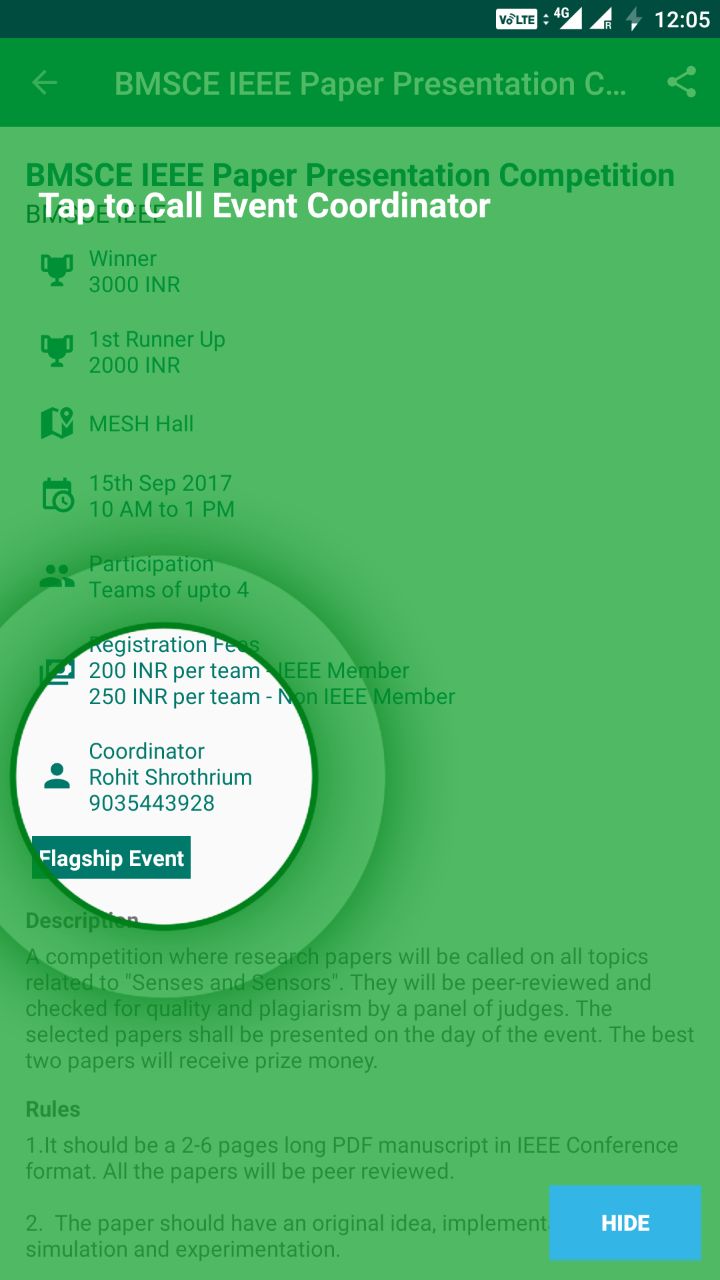 VoLTE 4G R 12:05
BMSCE IEEE Paper Presentation C...
BMSCE IEEE Paper Presentation Competition
Tap to Call Event Coordinator
BMSCE IEEE
Winner
3000 INR
1st Runner Up
2000 INR
MESH Hall
15th Sep 2017
10 AM to 1 PM
Participation
Teams of upto 4
Registration Fees
200 INR per team - IEEE Member
250 INR per team - Non IEEE Member
Coordinator
Rohit Shrothrium
9035443928
Flagship Event
Description
A competition where research papers will be called on all topics
related to "Senses and Sensors". They will be peer-reviewed and
checked for quality and plagiarism by a panel of judges. The
selected papers shall be presented on the day of the event. The best
two papers will receive prize money.
Rules
1.It should be a 2-6 pages long PDF manuscript in IEEE Conference
format. All the papers will be peer reviewed.
2.  The paper should have an original idea,
simulation and experimentation.
HIDE